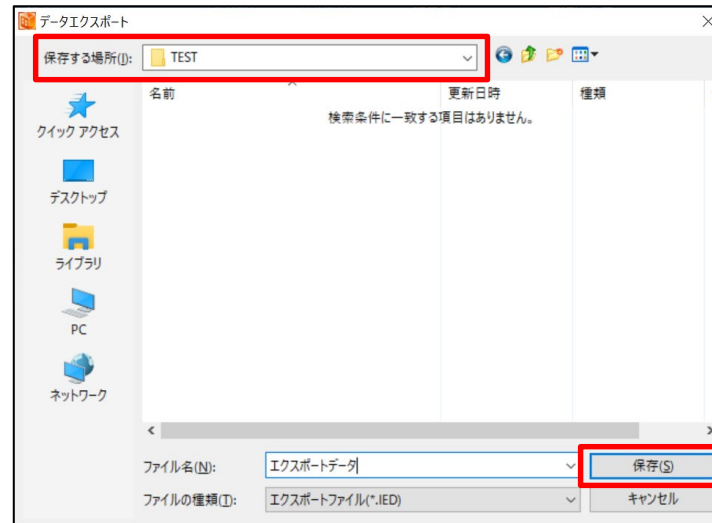 データエクスポート
保存する場所(I): TEST
名前 更新日時 種類
検索条件に一致する項目はありません。
クイック アクセス
デスクトップ
ライブラリ
PC
ネットワーク
ファイル名(N): エクスポートデータ 保存(S)
ファイルの種類(T): エクスポートファイル(*.IED) キャンセル